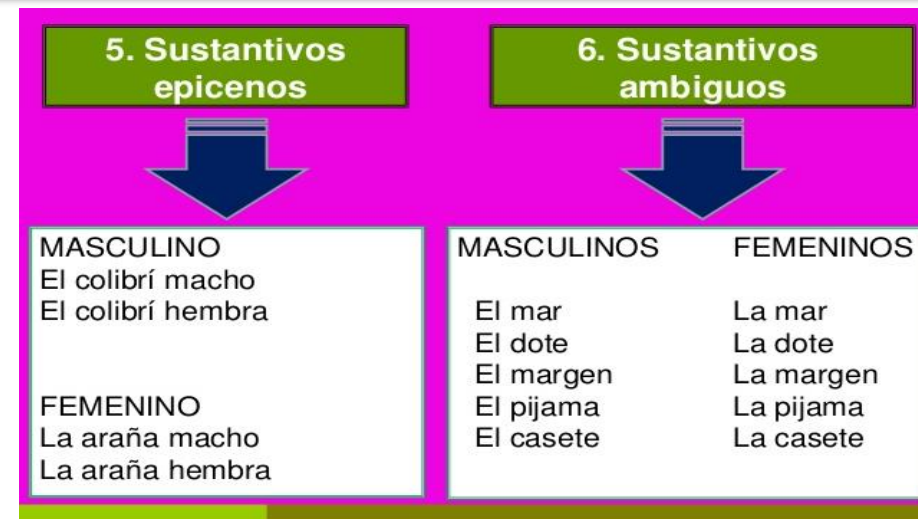 5. Sustantivos
epicenos
6. Sustantivos
ambiguos
MASCULINO
El colibrí macho
El colibrí hembra
FEMENINO
La araña macho
La araña hembra
MASCULINOS FEMENINOS
El mar La mar
El dote La dote
El margen La margen
El pijama La pijama
El casete La casete